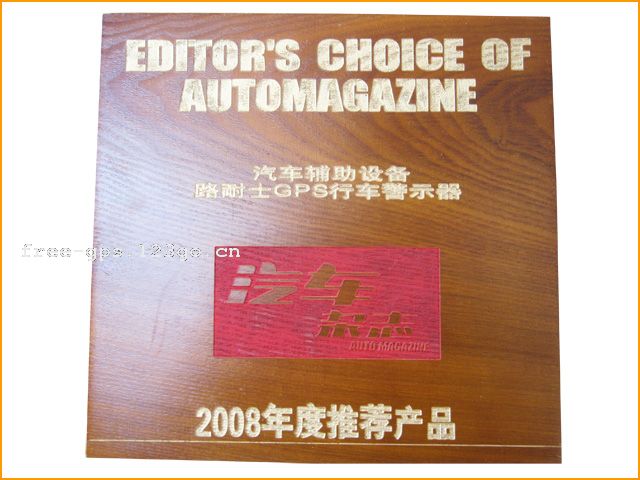 EDITOR'S CHOICE OF
AUTOMAGAZINE
汽车辅助设备
路耐士GPS行车警示器
free-gps.123go.cn
汽车
杂志
AUTO MAGAZINE
2008年度推荐产品